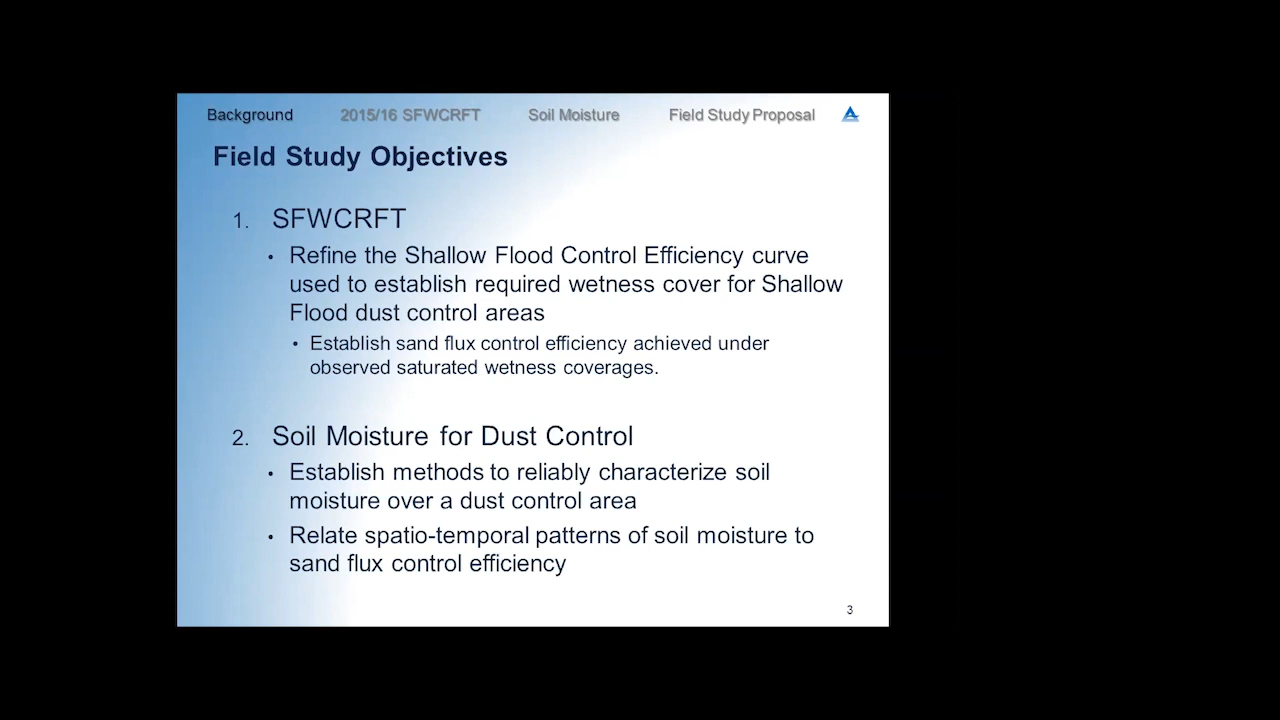 Background 2015/16 SFWCRFT Soil Moisture Field Study Proposal
Field Study Objectives
1. SFWCRFT
• Refine the Shallow Flood Control Efficiency curve
used to establish required wetness cover for Shallow
Flood dust control areas
• Establish sand flux control efficiency achieved under
observed saturated wetness coverages.
2. Soil Moisture for Dust Control
• Establish methods to reliably characterize soil
moisture over a dust control area
• Relate spatio-temporal patterns of soil moisture to
sand flux control efficiency
3